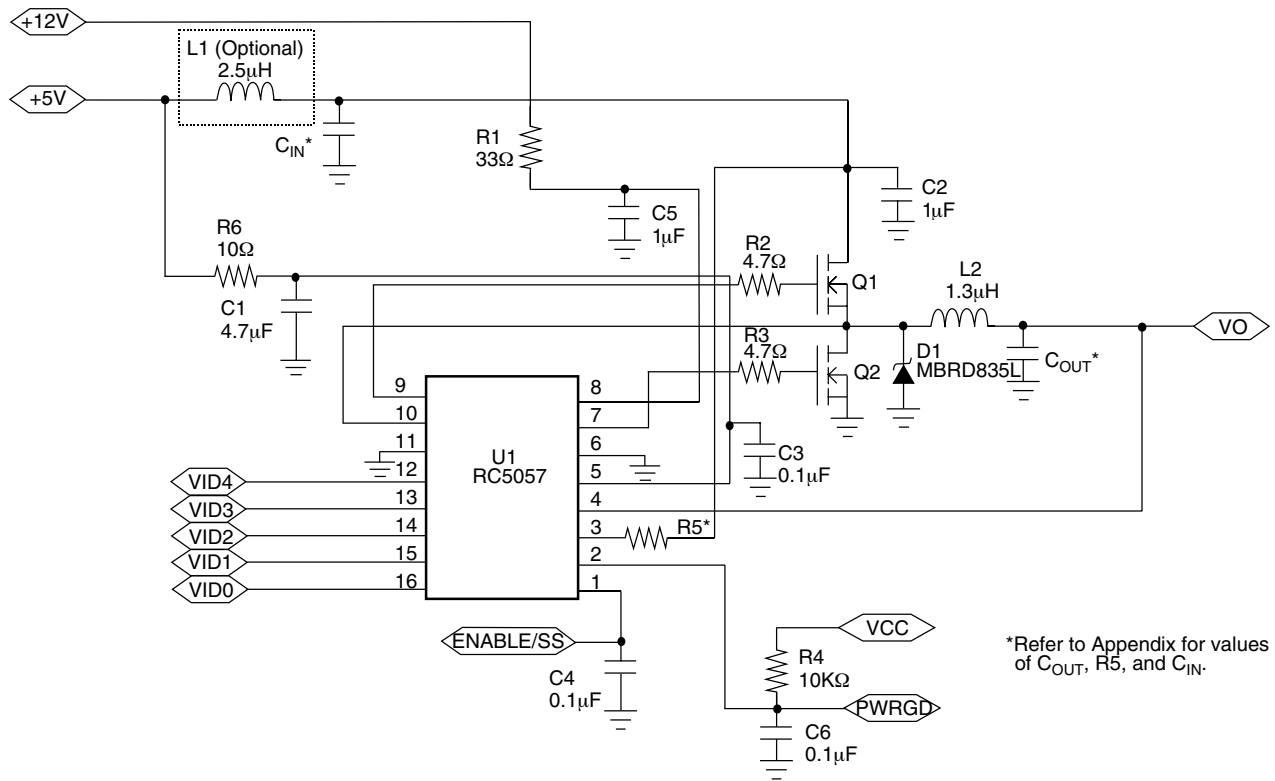 +12V
L1 (Optional)
2.5µH
+5V
CIN*
R1
33Ω
C5
1µF
C2
1µF
R6
10Ω
C1
4.7µF
R2
4.7Ω
Q1
L2
1.3µH
VO
R3
4.7Ω
Q2
D1
MBRD835L
COUT*
9
10
11
12
13
14
15
16
U1
RC5057
8
7
6
5
4
3
2
1
C3
0.1µF
R5*
VID4
VID3
VID2
VID1
VID0
ENABLE/SS
C4
0.1µF
VCC
R4
10KΩ
PWRGD
C6
0.1µF
*Refer to Appendix for values
of COUT, R5, and CIN.